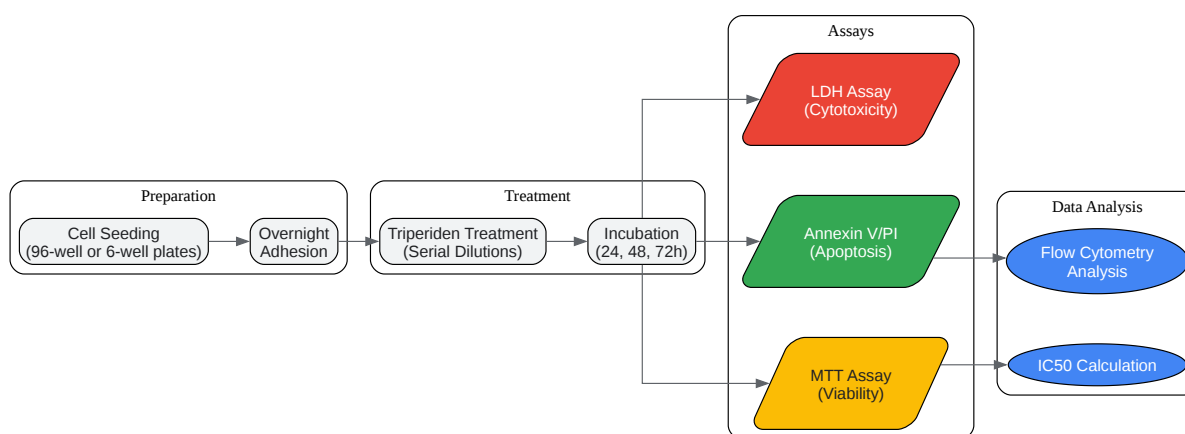 Preparation
Cell Seeding
(96-well or 6-well plates)
Overnight
Adhesion
Treatment
Triperiden Treatment
(Serial Dilutions)
Incubation
(24, 48, 72h)
Assays
LDH Assay
(Cytotoxicity)
Annexin V/PI
(Apoptosis)
MTT Assay
(Viability)
Data Analysis
Flow Cytometry
Analysis
IC50 Calculation